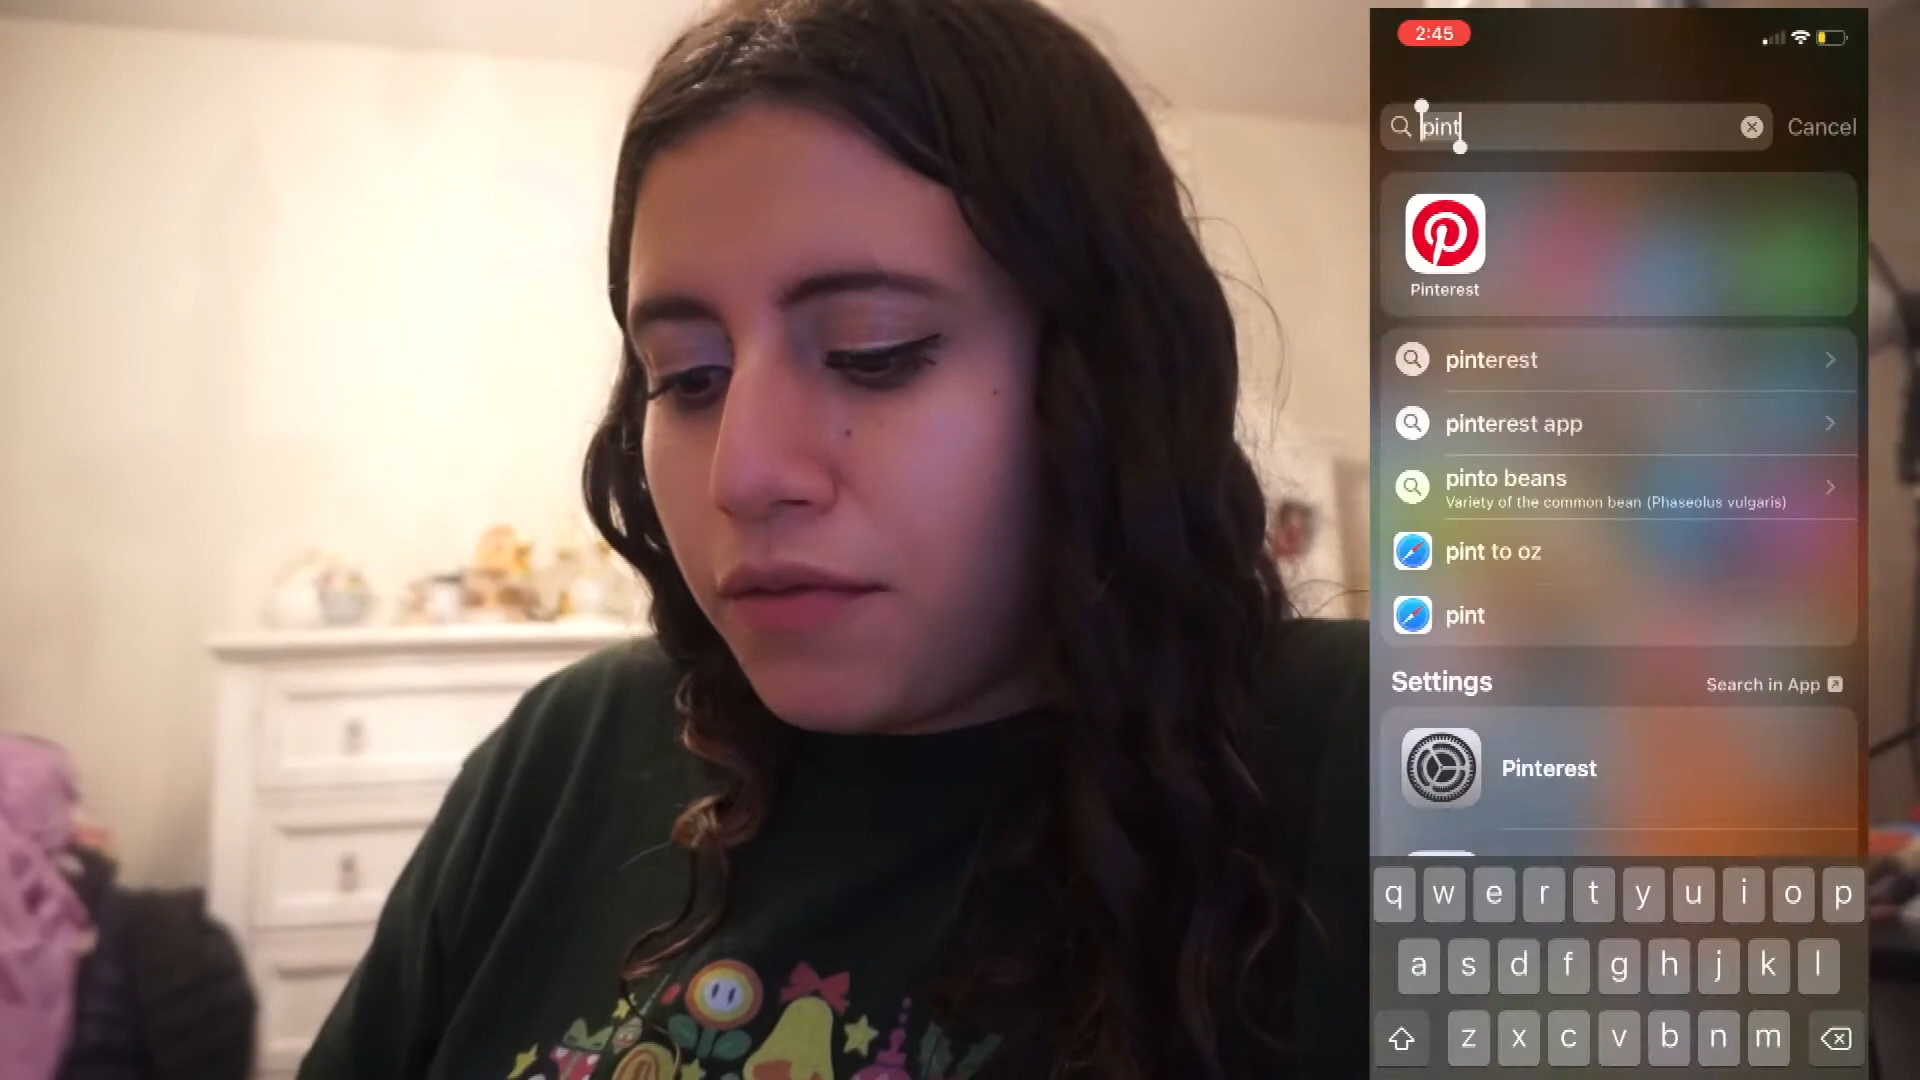 2:45
pint
Cancel
Pinterest
pinterest
pinterest app
pinto beans
Variety of the common bean (Phaseolus vulgaris)
pint to oz
pint
Settings
Search in App
Pinterest
q w e r t y u i o p
a s d f g h j k l
z x c v b n m